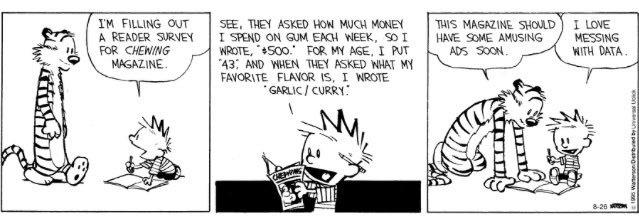 I'M FILLING OUT
A READER SURVEY
FOR CHEWING
MAGAZINE.
SEE, THEY ASKED HOW MUCH MONEY
I SPEND ON GUM EACH WEEK, SO I
WROTE, "$500." FOR MY AGE, I PUT
"43", AND WHEN THEY ASKED WHAT MY
FAVORITE FLAVOR IS, I WROTE
"GARLIC / CURRY."
CHEWING
THIS MAGAZINE SHOULD
HAVE SOME AMUSING
ADS SOON.
I LOVE
MESSING
WITH DATA.
8-26
WATTERSON
Watterson/Distributed by Universal Uclick